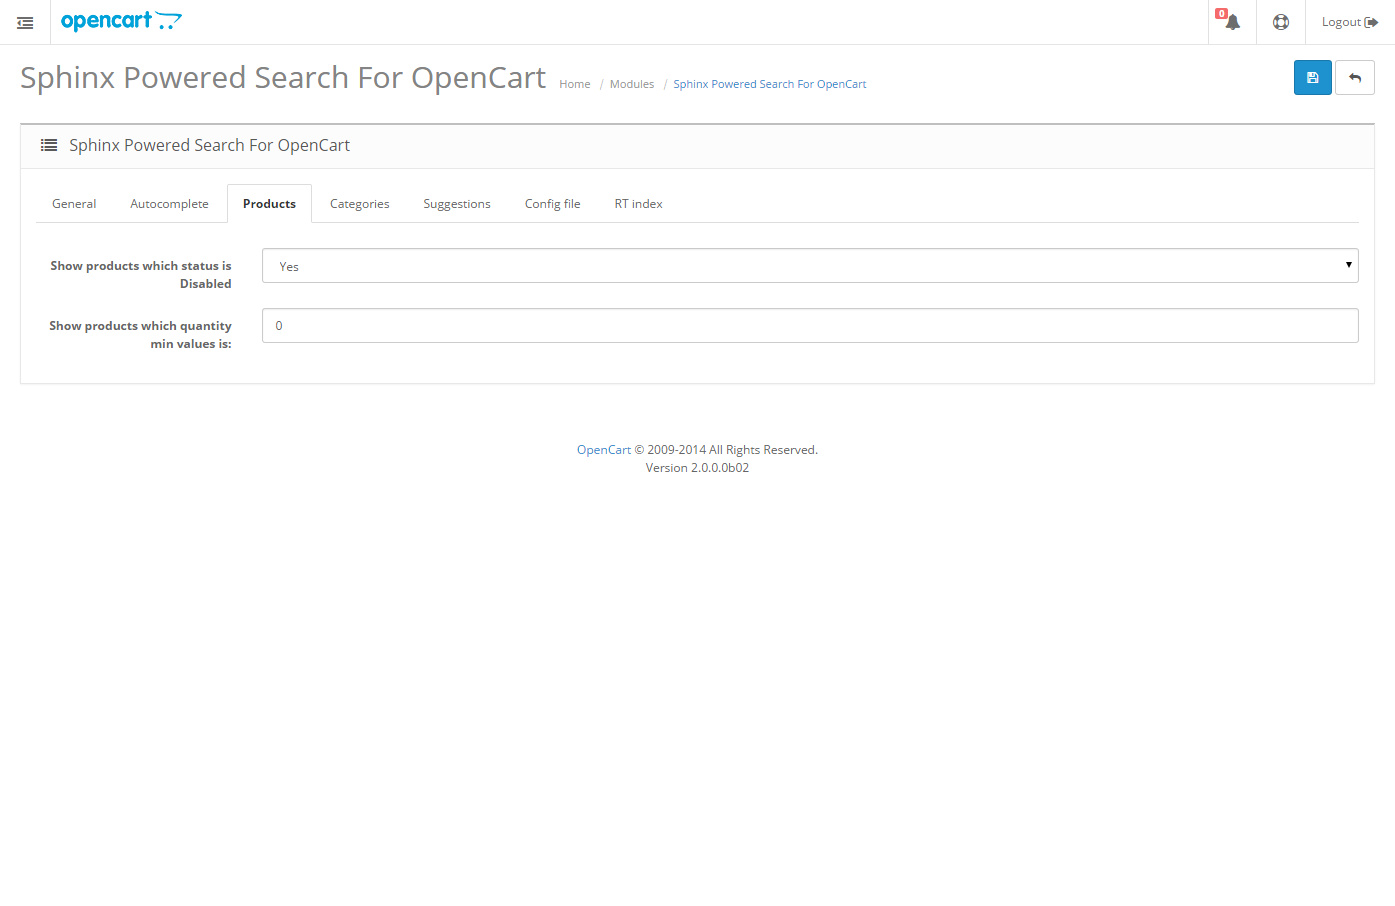 opencart
0
Logout
Sphinx Powered Search For OpenCart
Home / Modules / Sphinx Powered Search For OpenCart
Sphinx Powered Search For OpenCart
General Autocomplete Products Categories Suggestions Config file RT index
Show products which status is
Disabled
Yes
Show products which quantity
min values is:
0
OpenCart © 2009-2014 All Rights Reserved.
Version 2.0.0.0b02